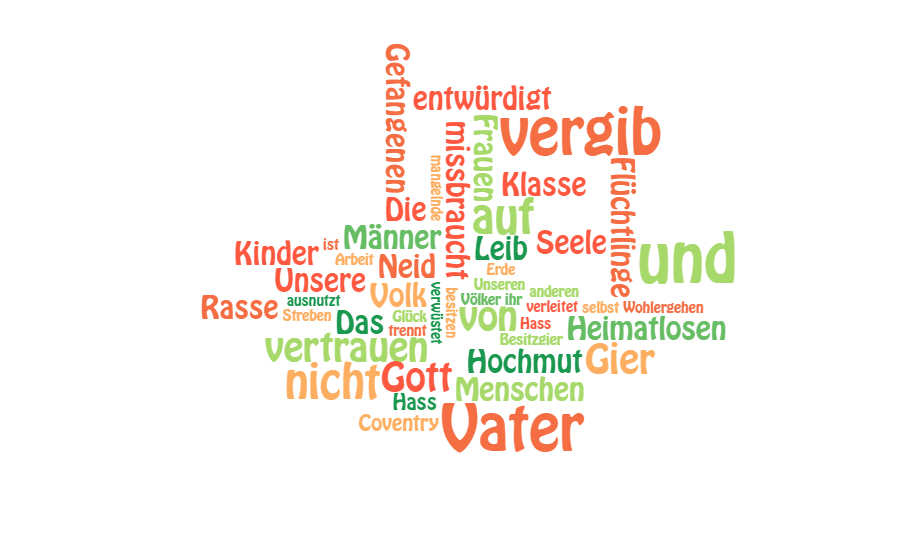 Gefangenen
entwürdigt
vergib
missbraucht
Frauen
mangelnde
Klasse
Flüchtlinge
Die
auf
Männer
Leib
Seele
und
Kinder
ist
Arbeit
Neid
Erde
Unsere
Unseren
Volk
verwüstet
besitzen
anderen
Rasse
ausnutzt
Völker ihr
verleitet
selbst
Wohlergehen
Streben
Das
Glück
von
Hass
trennt
Heimatlosen
Besitzgier
vertrauen
Hochmut
Gier
nicht
Gott
Menschen
Hass
Coventry
Vater